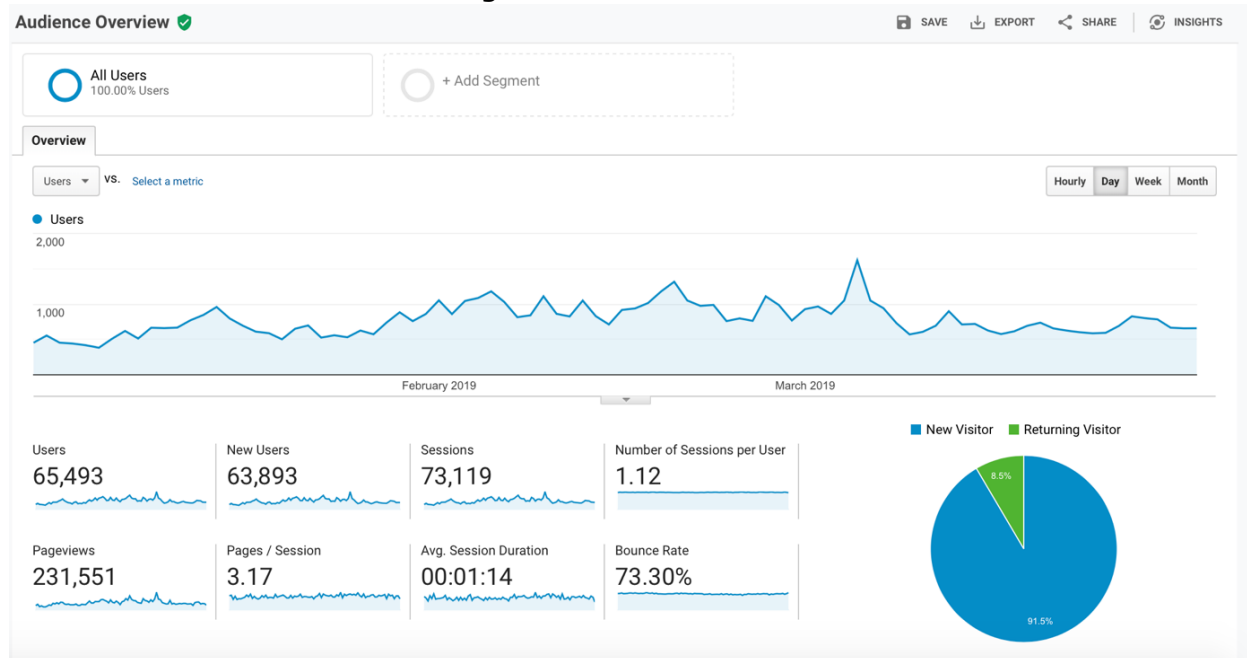 Audience Overview
SAVE
EXPORT
SHARE
INSIGHTS
All Users
100.00% Users
+ Add Segment
Overview
Users
VS.
Select a metric
Hourly
Day
Week
Month
Users
2,000
1,000
February 2019
March 2019
New Visitor
Returning Visitor
Users
65,493
New Users
63,893
Sessions
73,119
Number of Sessions per User
1.12
Pageviews
231,551
Pages / Session
3.17
Avg. Session Duration
00:01:14
Bounce Rate
73.30%
8.5%
91.5%